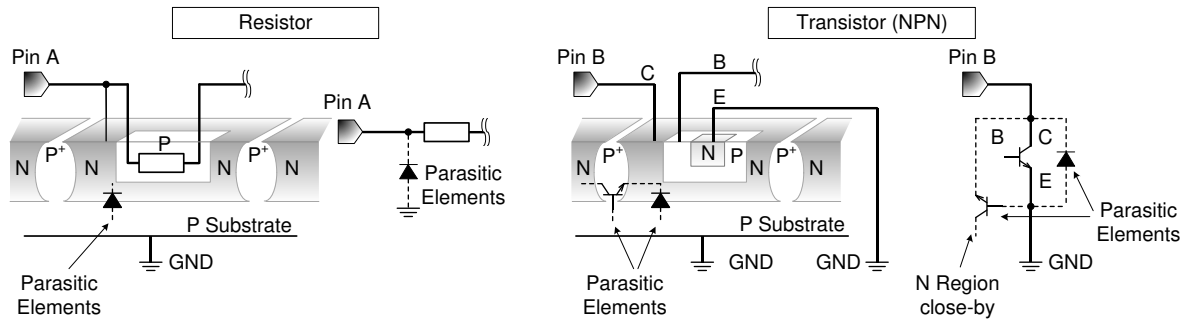 Resistor
Transistor (NPN)
Pin A
Pin A
P
N
P+
N
N
P+
N
Parasitic
Elements
P Substrate
GND
Parasitic
Elements
Pin B
C
B
E
N
P+
N
N
P
P+
N
P Substrate
GND
GND
Parasitic
Elements
Pin B
B
C
E
Parasitic
Elements
GND
N Region
close-by